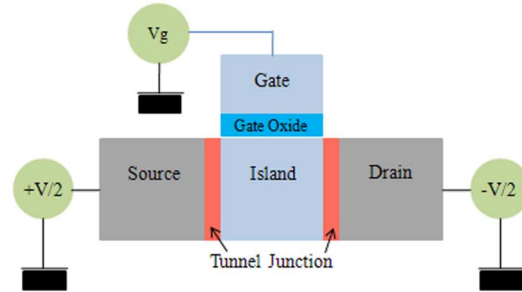 Vg
Gate
Gate Oxide
+V/2
Source
Island
Drain
-V/2
Tunnel Junction